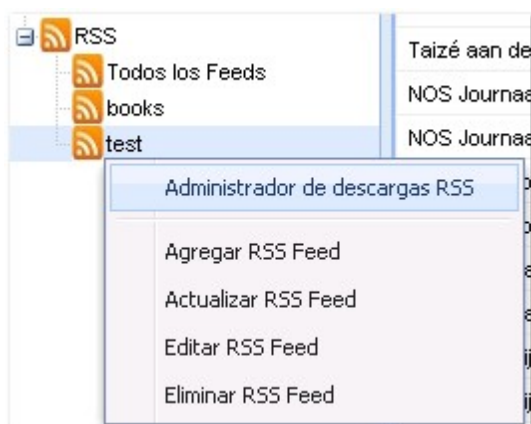 RSS
Todos los Feeds
books
test
Taizé aan de
NOS Journaa
NOS Journaa
Administrador de descargas RSS
Agregar RSS Feed
Actualizar RSS Feed
Editar RSS Feed
Eliminar RSS Feed